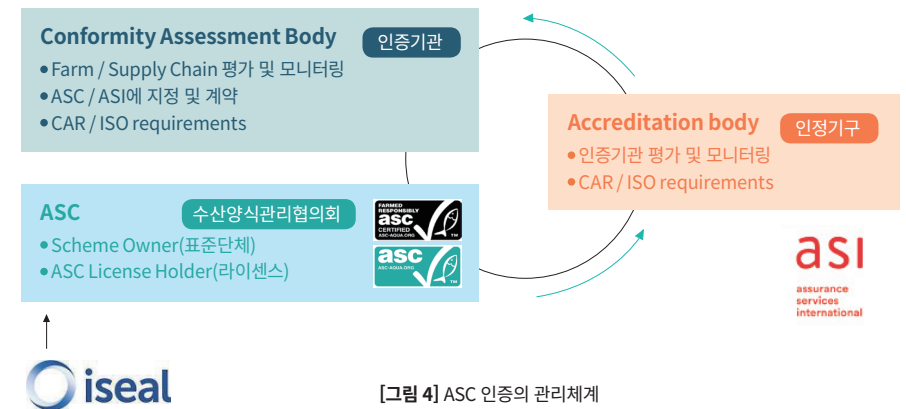 Conformity Assessment Body
인증기관
•Farm / Supply Chain 평가 및 모니터링
•ASC / ASI에 지정 및 계약
•CAR / ISO requirements
Accreditation body
인정기구
•인증기관 평가 및 모니터링
•CAR / ISO requirements
ASC
수산양식관리협의회
•Scheme Owner(표준단체)
•ASC License Holder(라이센스)
FARMED
RESPONSIBLY
asc
CERTIFIED
ASC-AQUA.ORG
TM
asc
ASC-AQUA.ORG
TM
asi
assurance
services
international
iseal
[그림 4] ASC 인증의 관리체계